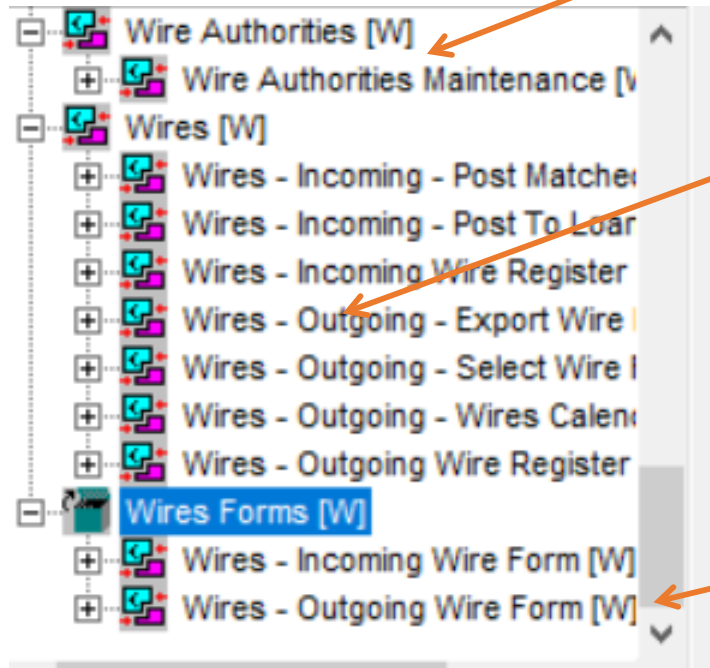 Wire Authorities [W]
Wire Authorities Maintenance [W
Wires [W]
Wires - Incoming - Post Matched
Wires - Incoming - Post To Loan
Wires - Incoming Wire Register
Wires - Outgoing - Export Wire
Wires - Outgoing - Select Wire
Wires - Outgoing - Wires Calend
Wires - Outgoing Wire Register
Wires Forms [W]
Wires - Incoming Wire Form [W]
Wires - Outgoing Wire Form [W]